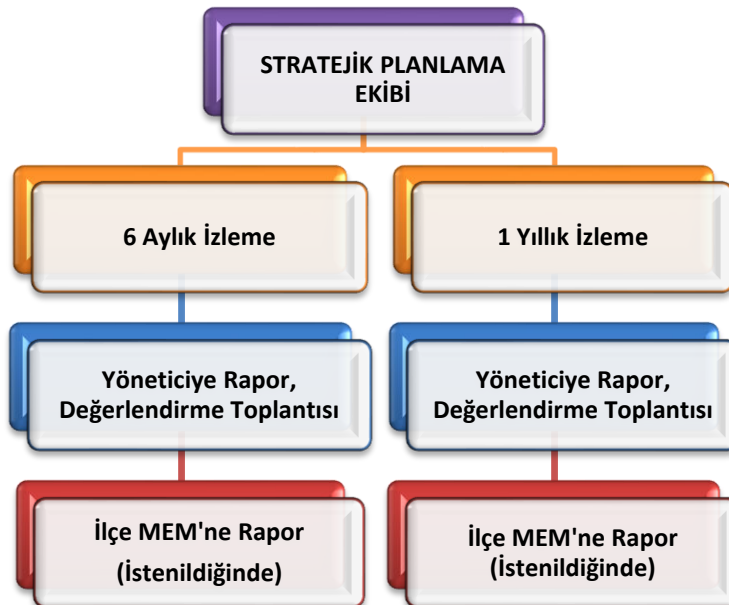 STRATEJİK PLANLAMA
EKİBİ
6 Aylık İzleme
1 Yıllık İzleme
Yöneticiye Rapor,
Değerlendirme Toplantısı
Yöneticiye Rapor,
Değerlendirme Toplantısı
İlçe MEM'ne Rapor
(İstenildiğinde)
İlçe MEM'ne Rapor
(İstenildiğinde)